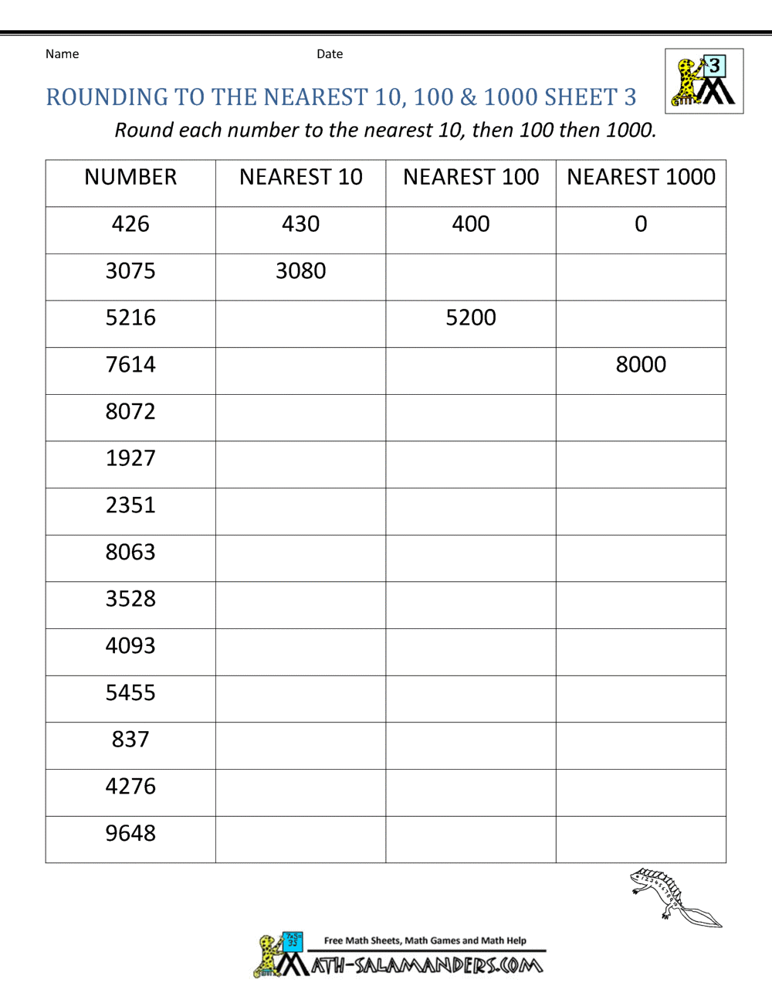 Name Date
3
ROUNDING TO THE NEAREST 10, 100 & 1000 SHEET 3
Round each number to the nearest 10, then 100 then 1000.
NUMBER NEAREST 10 NEAREST 100 NEAREST 1000
426 430 400 0
3075 3080
5216 5200
7614 8000
8072
1927
2351
8063
3528
4093
5455
837
4276
9648
12345678910
7x5=
35
Free Math Sheets, Math Games and Math Help
MATH-SALAMANDERS.COM